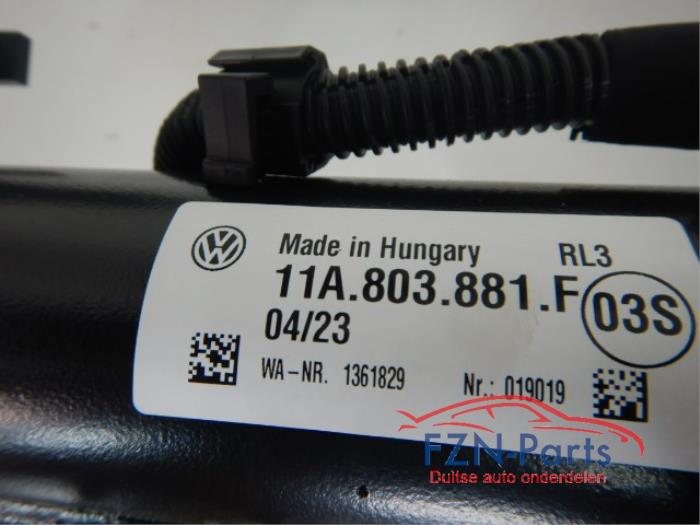 VW
Made in Hungary RL3
11A.803.881.F 03S
04/23
WA-NR. 1361829 Nr.: 019019
FZN-Parts
Duitse auto onderdelen